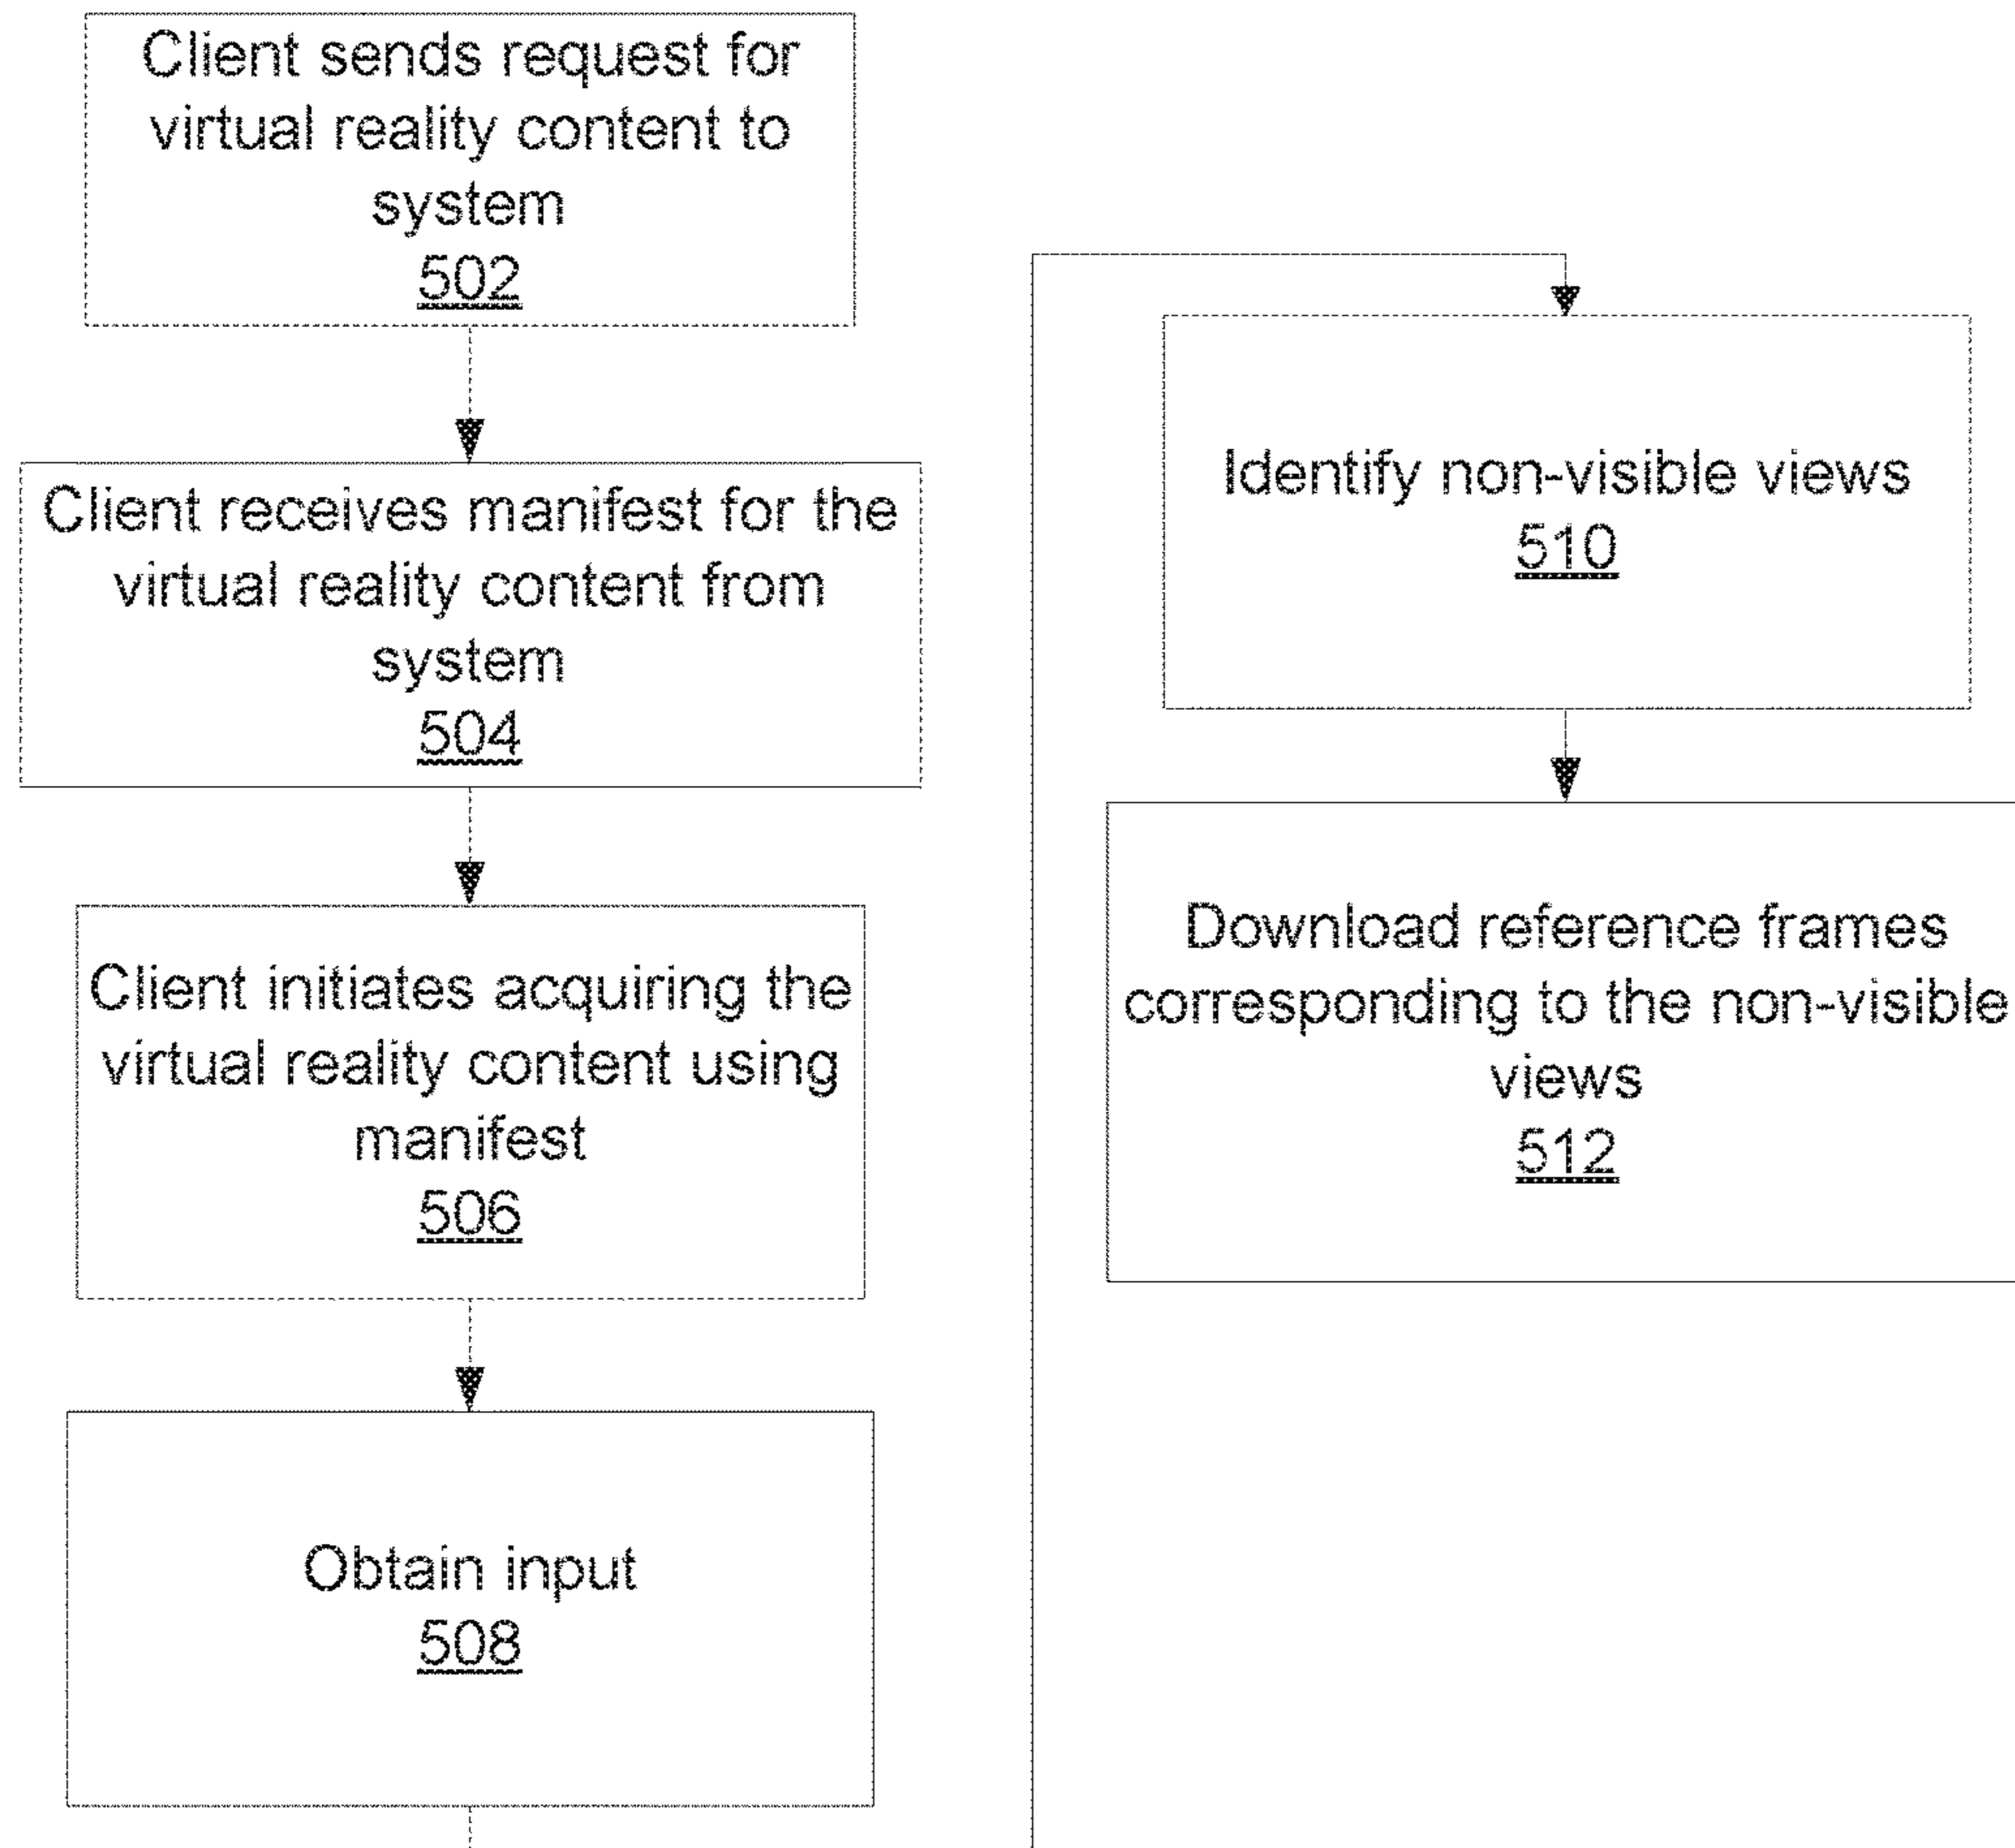 Client sends request for
virtual reality content to
system
502
Client receives manifest for the
virtual reality content from
system
504
Client initiates acquiring the
virtual reality content using
manifest
506
Obtain input
508
Identify non-visible views
510
Download reference frames
corresponding to the non-visible
views
512